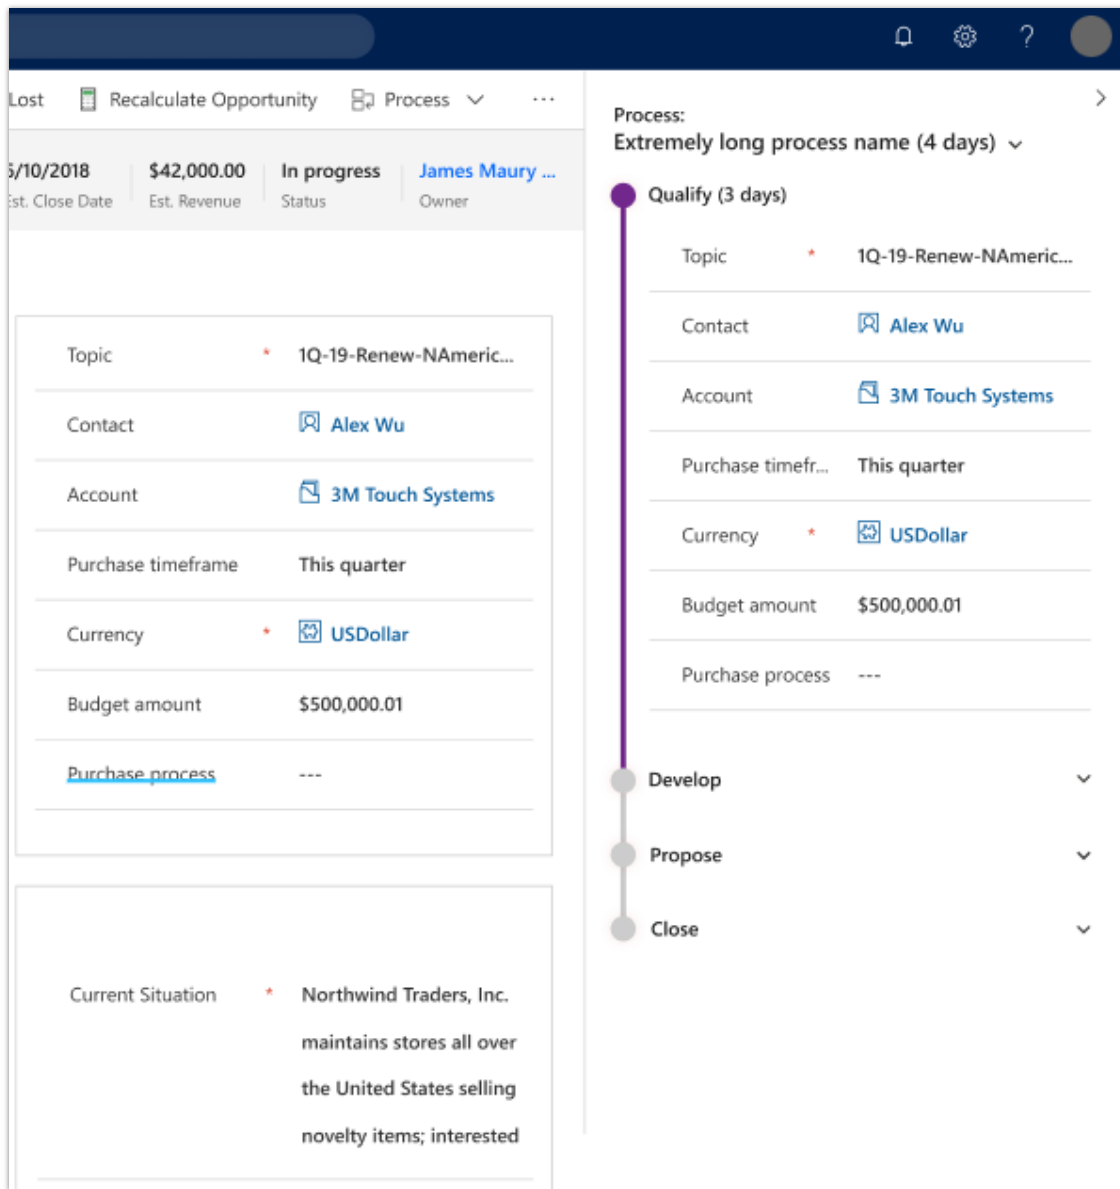 Lost Recalculate Opportunity Process ...
/10/2018 $42,000.00 In progress James Maury ...
Est. Close Date Est. Revenue Status Owner
Topic * 1Q-19-Renew-NAmeric...
Contact Alex Wu
Account 3M Touch Systems
Purchase timeframe This quarter
Currency * USDollar
Budget amount $500,000.01
Purchase process ---
Current Situation * Northwind Traders, Inc.
maintains stores all over
the United States selling
novelty items; interested
Process:
Extremely long process name (4 days)
Qualify (3 days)
Topic * 1Q-19-Renew-NAmeric...
Contact Alex Wu
Account 3M Touch Systems
Purchase timefr... This quarter
Currency * USDollar
Budget amount $500,000.01
Purchase process ---
Develop
Propose
Close